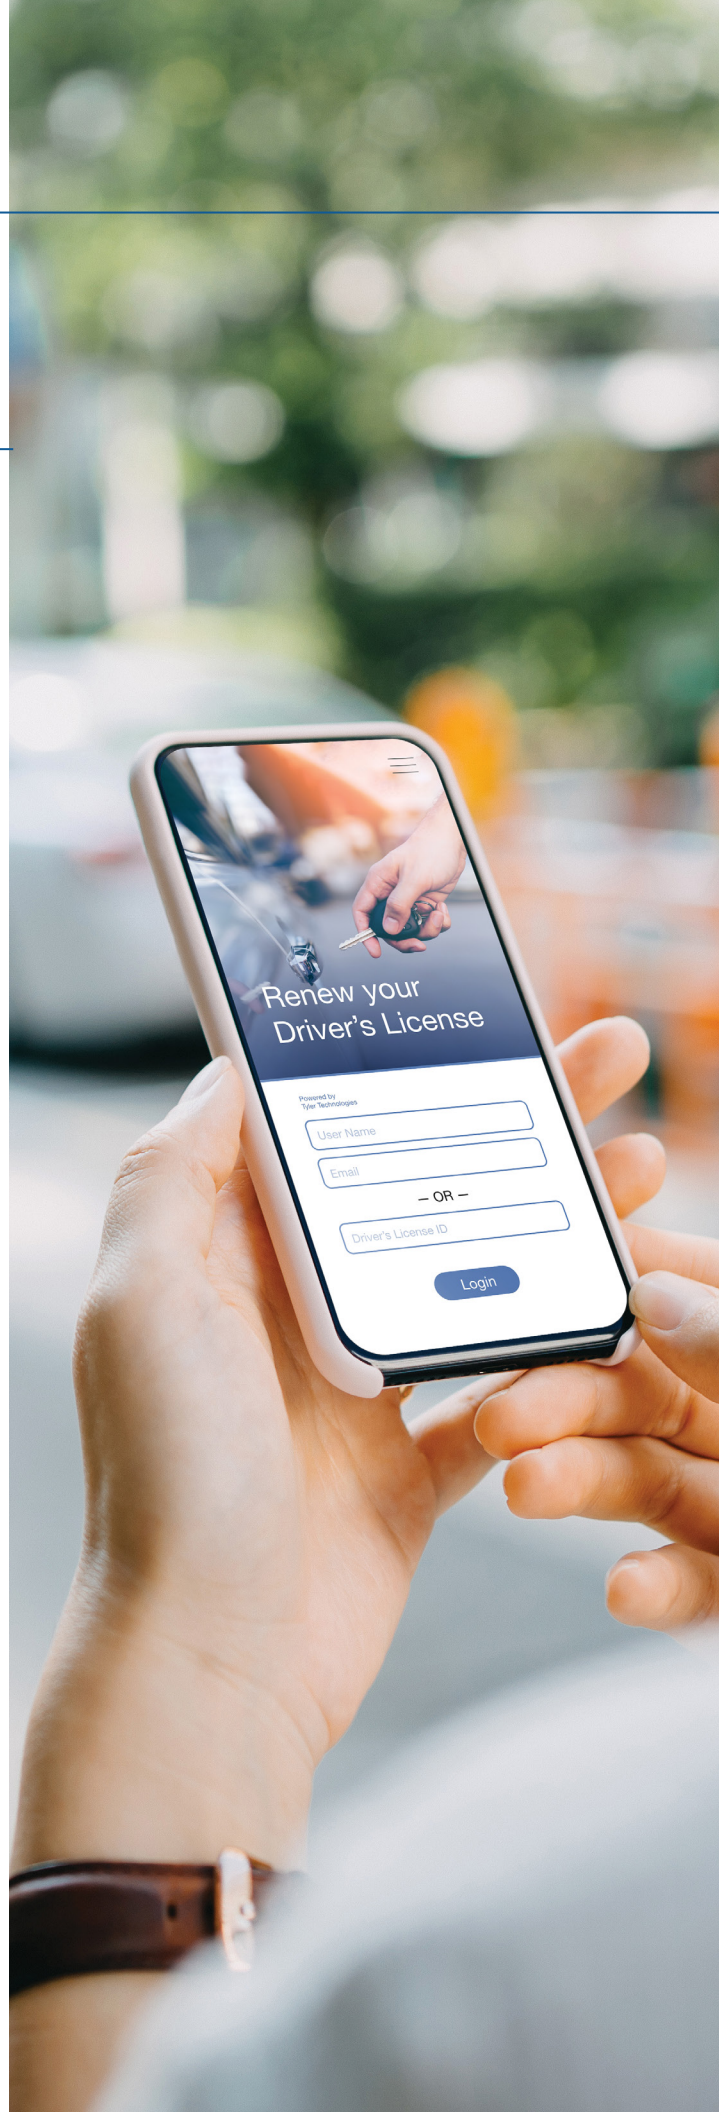 Renew your
Driver's License
Powered by
Tyler Technologies
User Name
Email
– OR –
Driver's License ID
Login